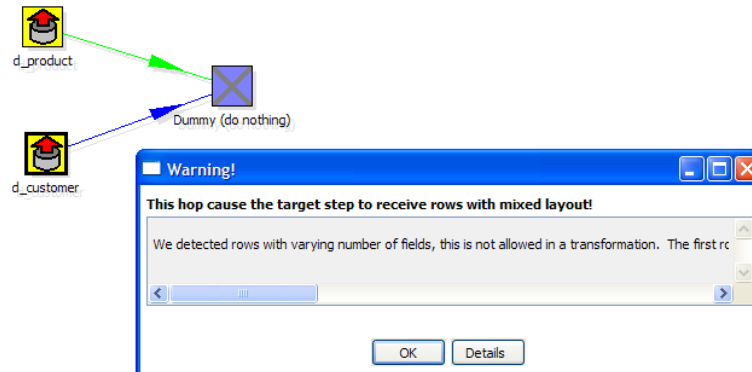 d_product
Dummy (do nothing)
d_customer
Warning!
This hop cause the target step to receive rows with mixed layout!
We detected rows with varying number of fields, this is not allowed in a transformation. The first
OK
Details